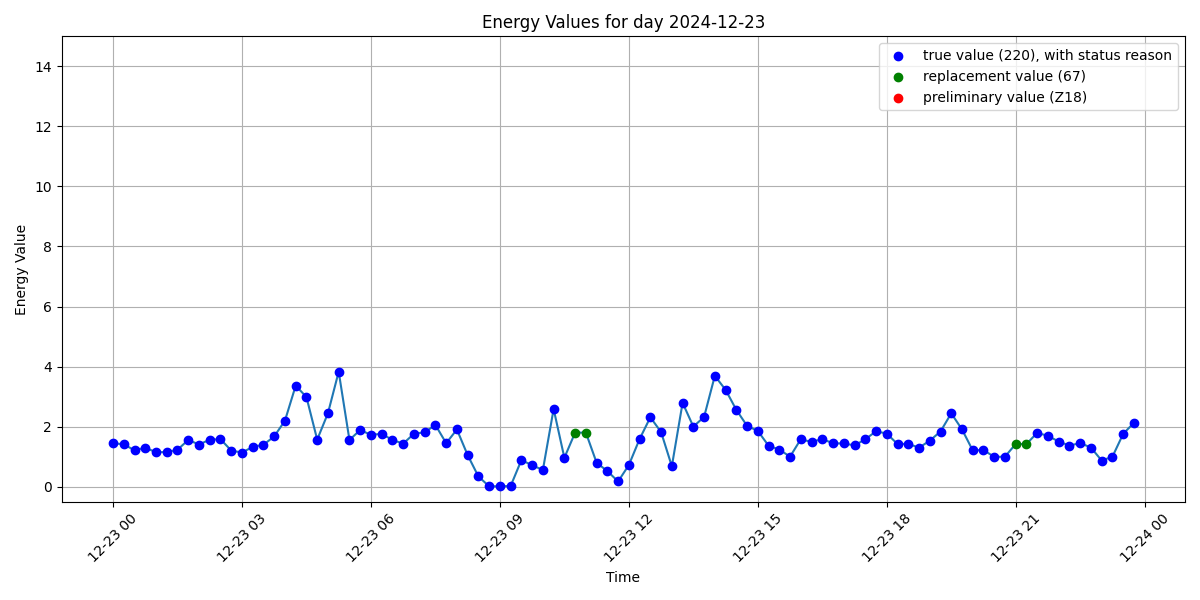 Energy Values for day 2024-12-23
true value (220), with status reason
replacement value (67)
preliminary value (Z18)
14
12
10
8
6
4
2
0
Energy Value
12-23 00
12-23 03
12-23 06
12-23 09
12-23 12
12-23 15
12-23 18
12-23 21
12-24 00
Time